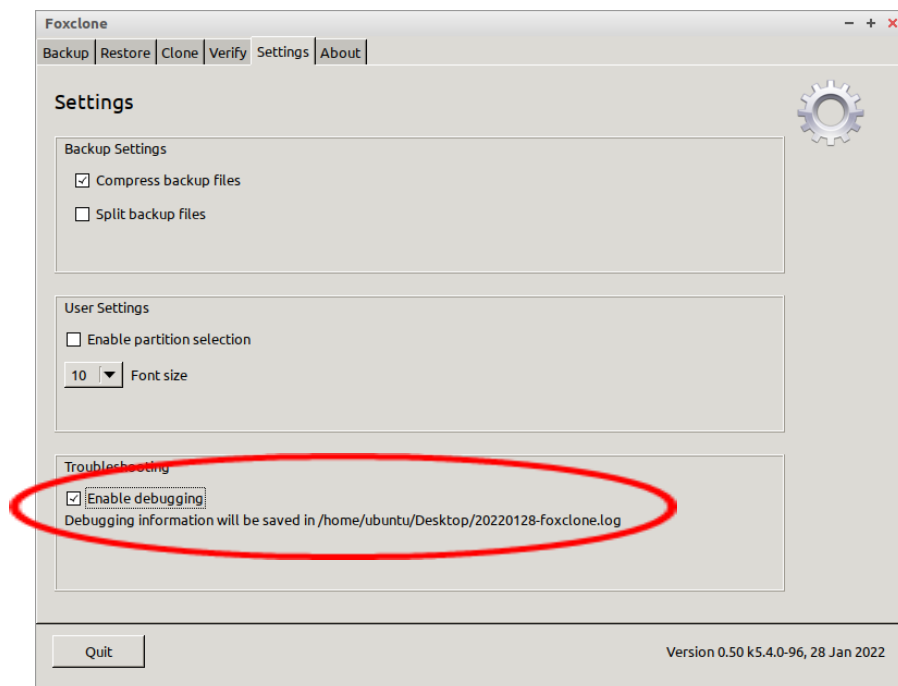 Foxclone
Backup Restore Clone Verify Settings About
Settings
Backup Settings
Compress backup files
Split backup files
User Settings
Enable partition selection
10 Font size
Troubleshooting
Enable debugging
Debugging information will be saved in /home/ubuntu/Desktop/20220128-foxclone.log
Quit
Version 0.50 k5.4.0-96, 28 Jan 2022